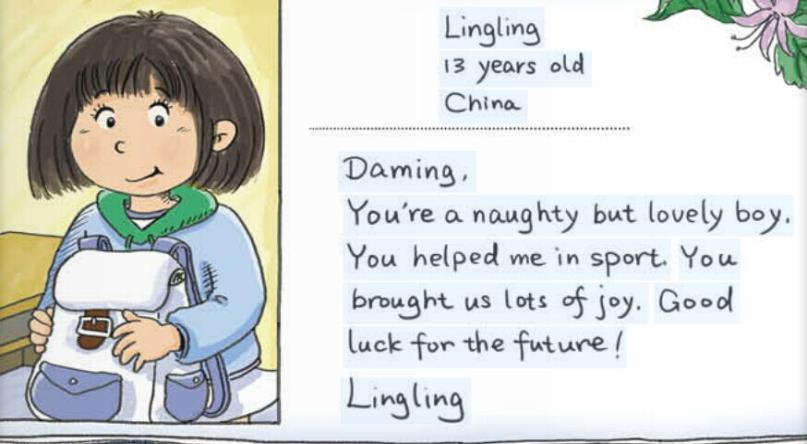 Lingling
13 years old
China
Daming,
You're a naughty but lovely boy.
You helped me in sport. You
brought us lots of joy. Good
luck for the future!
Lingling